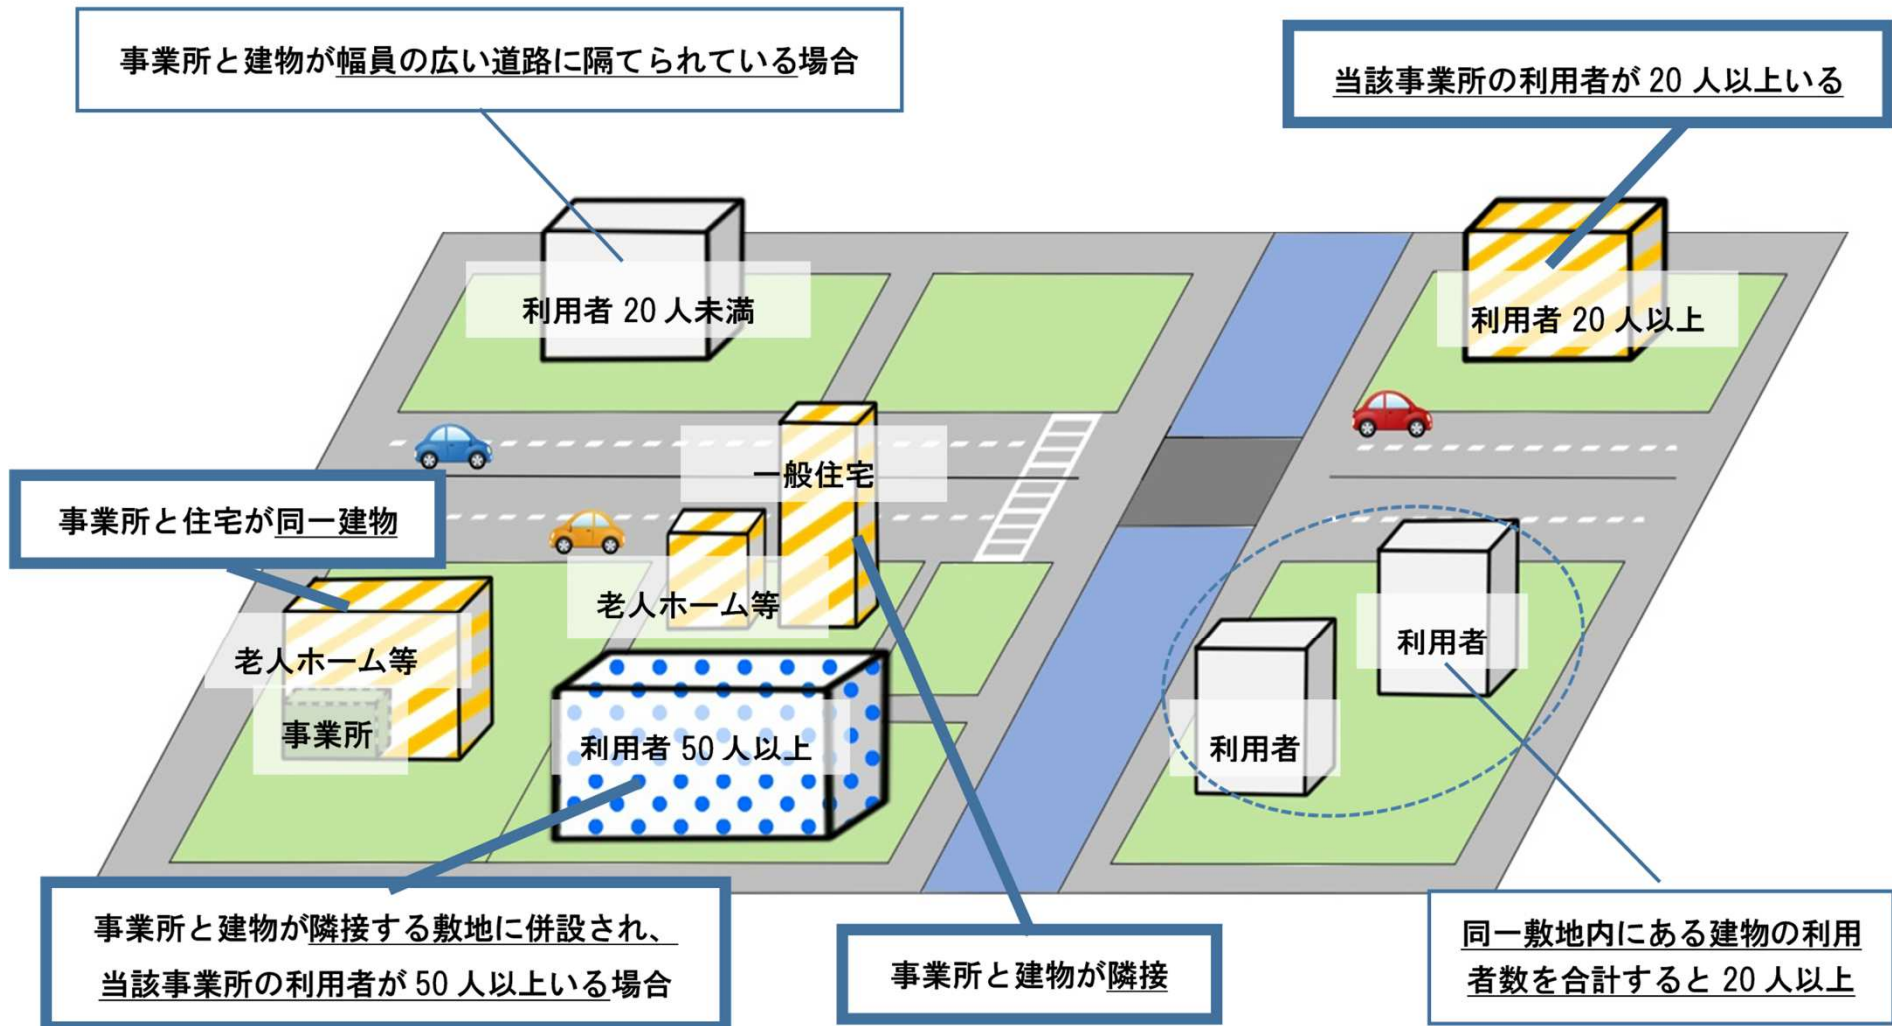 事業所と建物が幅員の広い道路に隔てられている場合
当該事業所の利用者が 20 人以上いる
利用者 20 人未満
利用者 20 人以上
一般住宅
事業所と住宅が同一建物
老人ホーム等
老人ホーム等
利用者
事業所
利用者 50 人以上
利用者
事業所と建物が隣接する敷地に併設され、
当該事業所の利用者が 50 人以上いる場合
事業所と建物が隣接
同一敷地内にある建物の利用
者数を合計すると 20 人以上